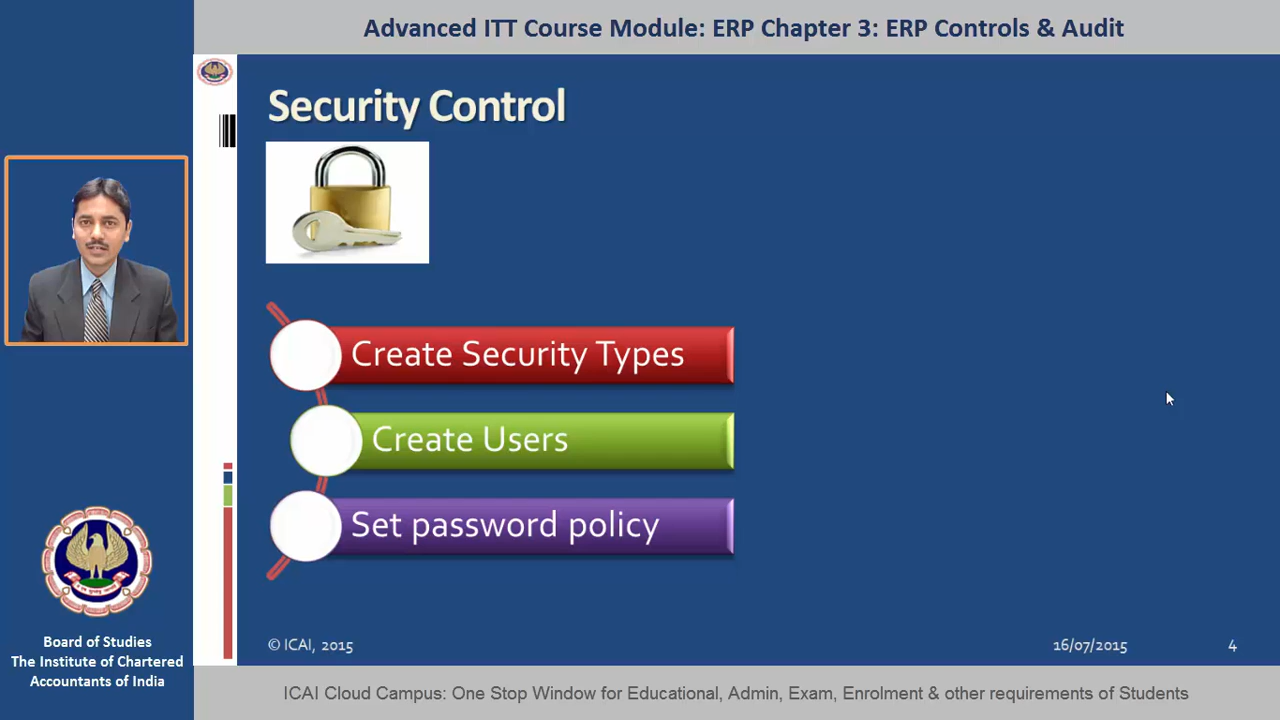 Advanced ITT Course Module: ERP Chapter 3: ERP Controls & Audit
Security Control
Create Security Types
Create Users
Set password policy
© ICAI, 2015
16/07/2015
4
Board of Studies
The Institute of Chartered
Accountants of India
ICAI Cloud Campus: One Stop Window for Educational, Admin, Exam, Enrolment & other requirements of Students